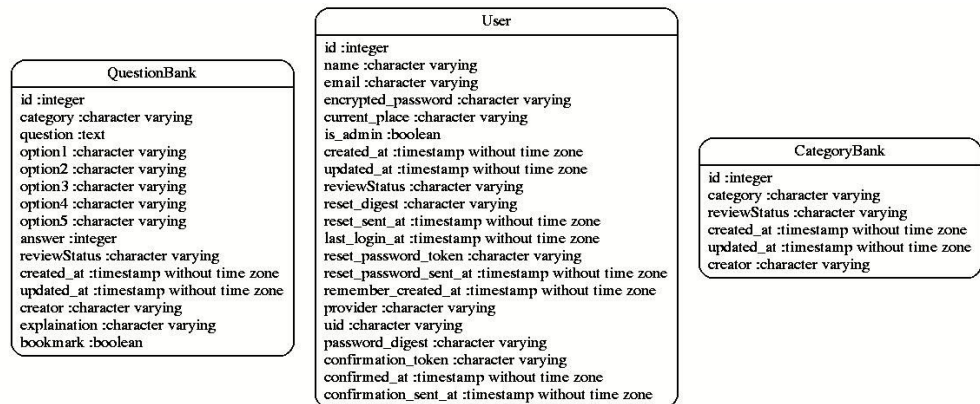 QuestionBank
id :integer
category :character varying
question :text
option1 :character varying
option2 :character varying
option3 :character varying
option4 :character varying
option5 :character varying
answer :integer
reviewStatus :character varying
created_at :timestamp without time zone
updated_at :timestamp without time zone
creator :character varying
explaination :character varying
bookmark :boolean
User
id :integer
name :character varying
email :character varying
encrypted_password :character varying
current_place :character varying
is_admin :boolean
created_at :timestamp without time zone
updated_at :timestamp without time zone
reviewStatus :character varying
reset_digest :character varying
reset_sent_at :timestamp without time zone
last_login_at :timestamp without time zone
reset_password_token :character varying
reset_password_sent_at :timestamp without time zone
remember_created_at :timestamp without time zone
provider :character varying
uid :character varying
password_digest :character varying
confirmation_token :character varying
confirmed_at :timestamp without time zone
confirmation_sent_at :timestamp without time zone
CategoryBank
id :integer
category :character varying
reviewStatus :character varying
created_at :timestamp without time zone
updated_at :timestamp without time zone
creator :character varying